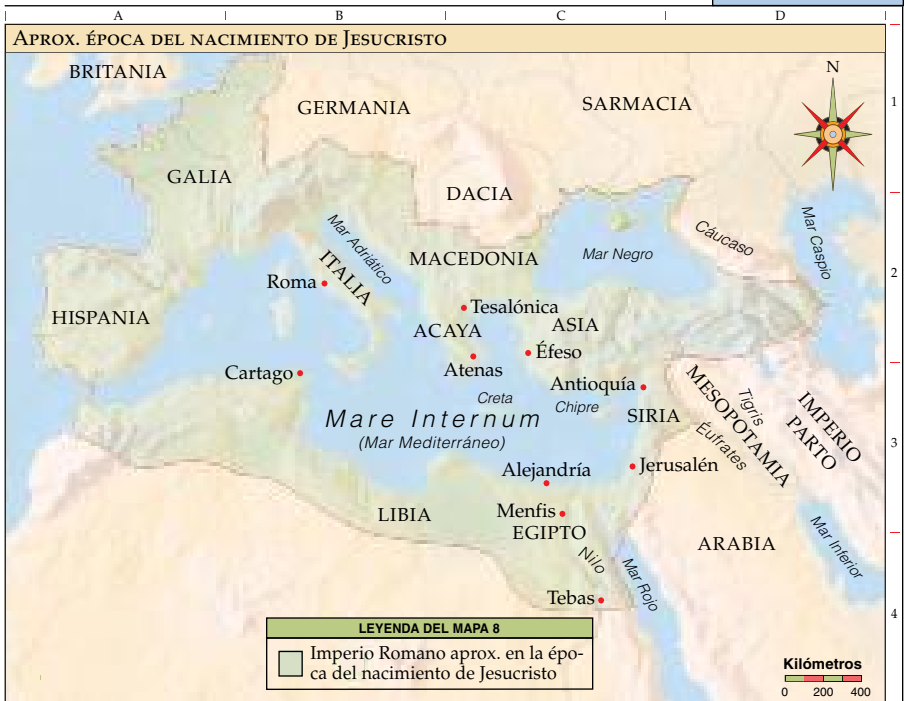 A B C D
APROX. ÉPOCA DEL NACIMIENTO DE JESUCRISTO
BRITANIA
N
GERMANIA
SARMACIA
1
GALIA
DACIA
Mar Adriático
Mar Negro
Cáucaso
Mar Caspio
MACEDONIA
2
ITALIA
Roma
HISPANIA
Tesalónica
ACAYA
ASIA
Éfeso
Atenas
Cartago
Antioquía
Creta
Chipre
SIRIA
MESOPOTAMIA
Tigris
Éufrates
IMPERIO
PARTO
Mare Internum
(Mar Mediterráneo)
3
Alejandría
Jerusalén
Menfis
EGIPTO
LIBIA
ARABIA
Nilo
Mar Rojo
Mar Inferior
Tebas
4
LEYENDA DEL MAPA 8
Imperio Romano aprox. en la épo-
ca del nacimiento de Jesucristo
Kilómetros
0 200 400